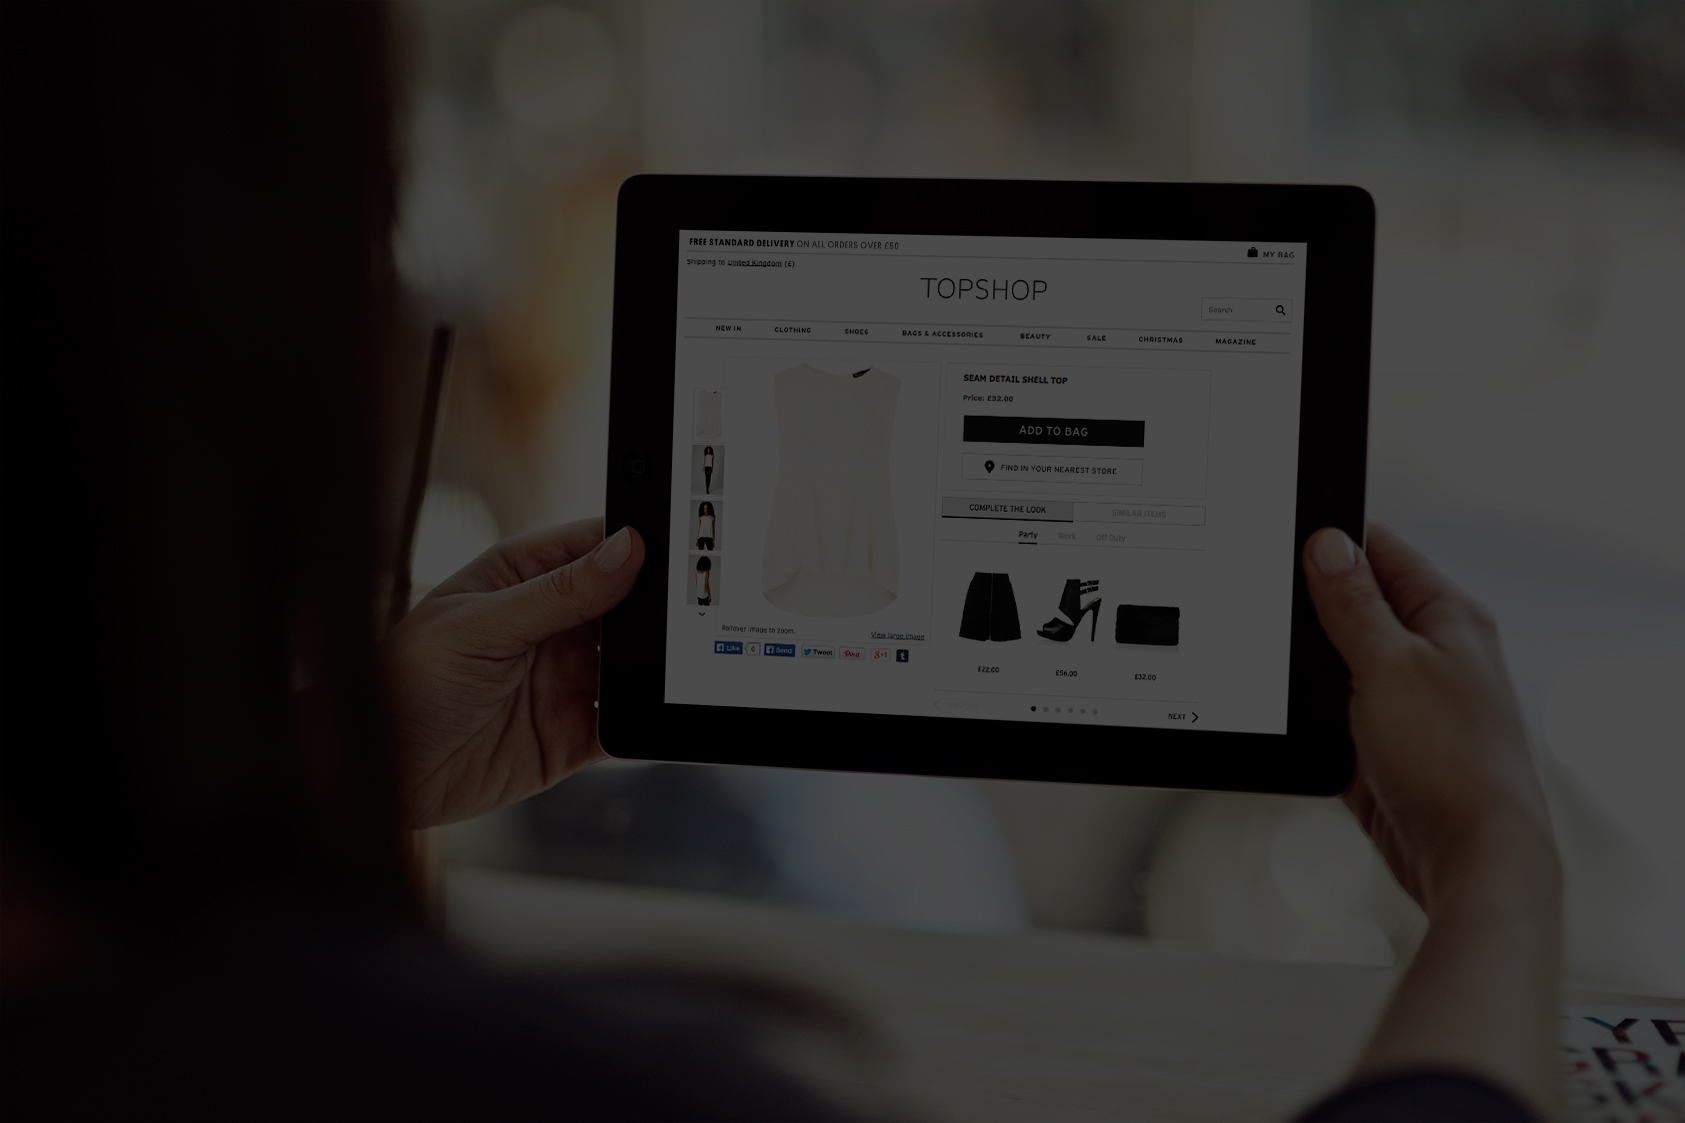 FREE STANDARD DELIVERY ON ALL ORDERS OVER £50
MY BAG
Shipping to United Kingdom (£)
TOPSHOP
Search
NEW IN CLOTHING SHOES BAGS & ACCESSORIES BEAUTY SALE CHRISTMAS MAGAZINE
SEAM DETAIL SHELL TOP
Price: £32.00
ADD TO BAG
FIND IN YOUR NEAREST STORE
COMPLETE THE LOOK SIMILAR ITEMS
Party Work Off Duty
Rollover image to zoom.
View large image
Like 0 Send Tweet Pinit g+1 t
£22.00 £56.00 £32.00
NEXT